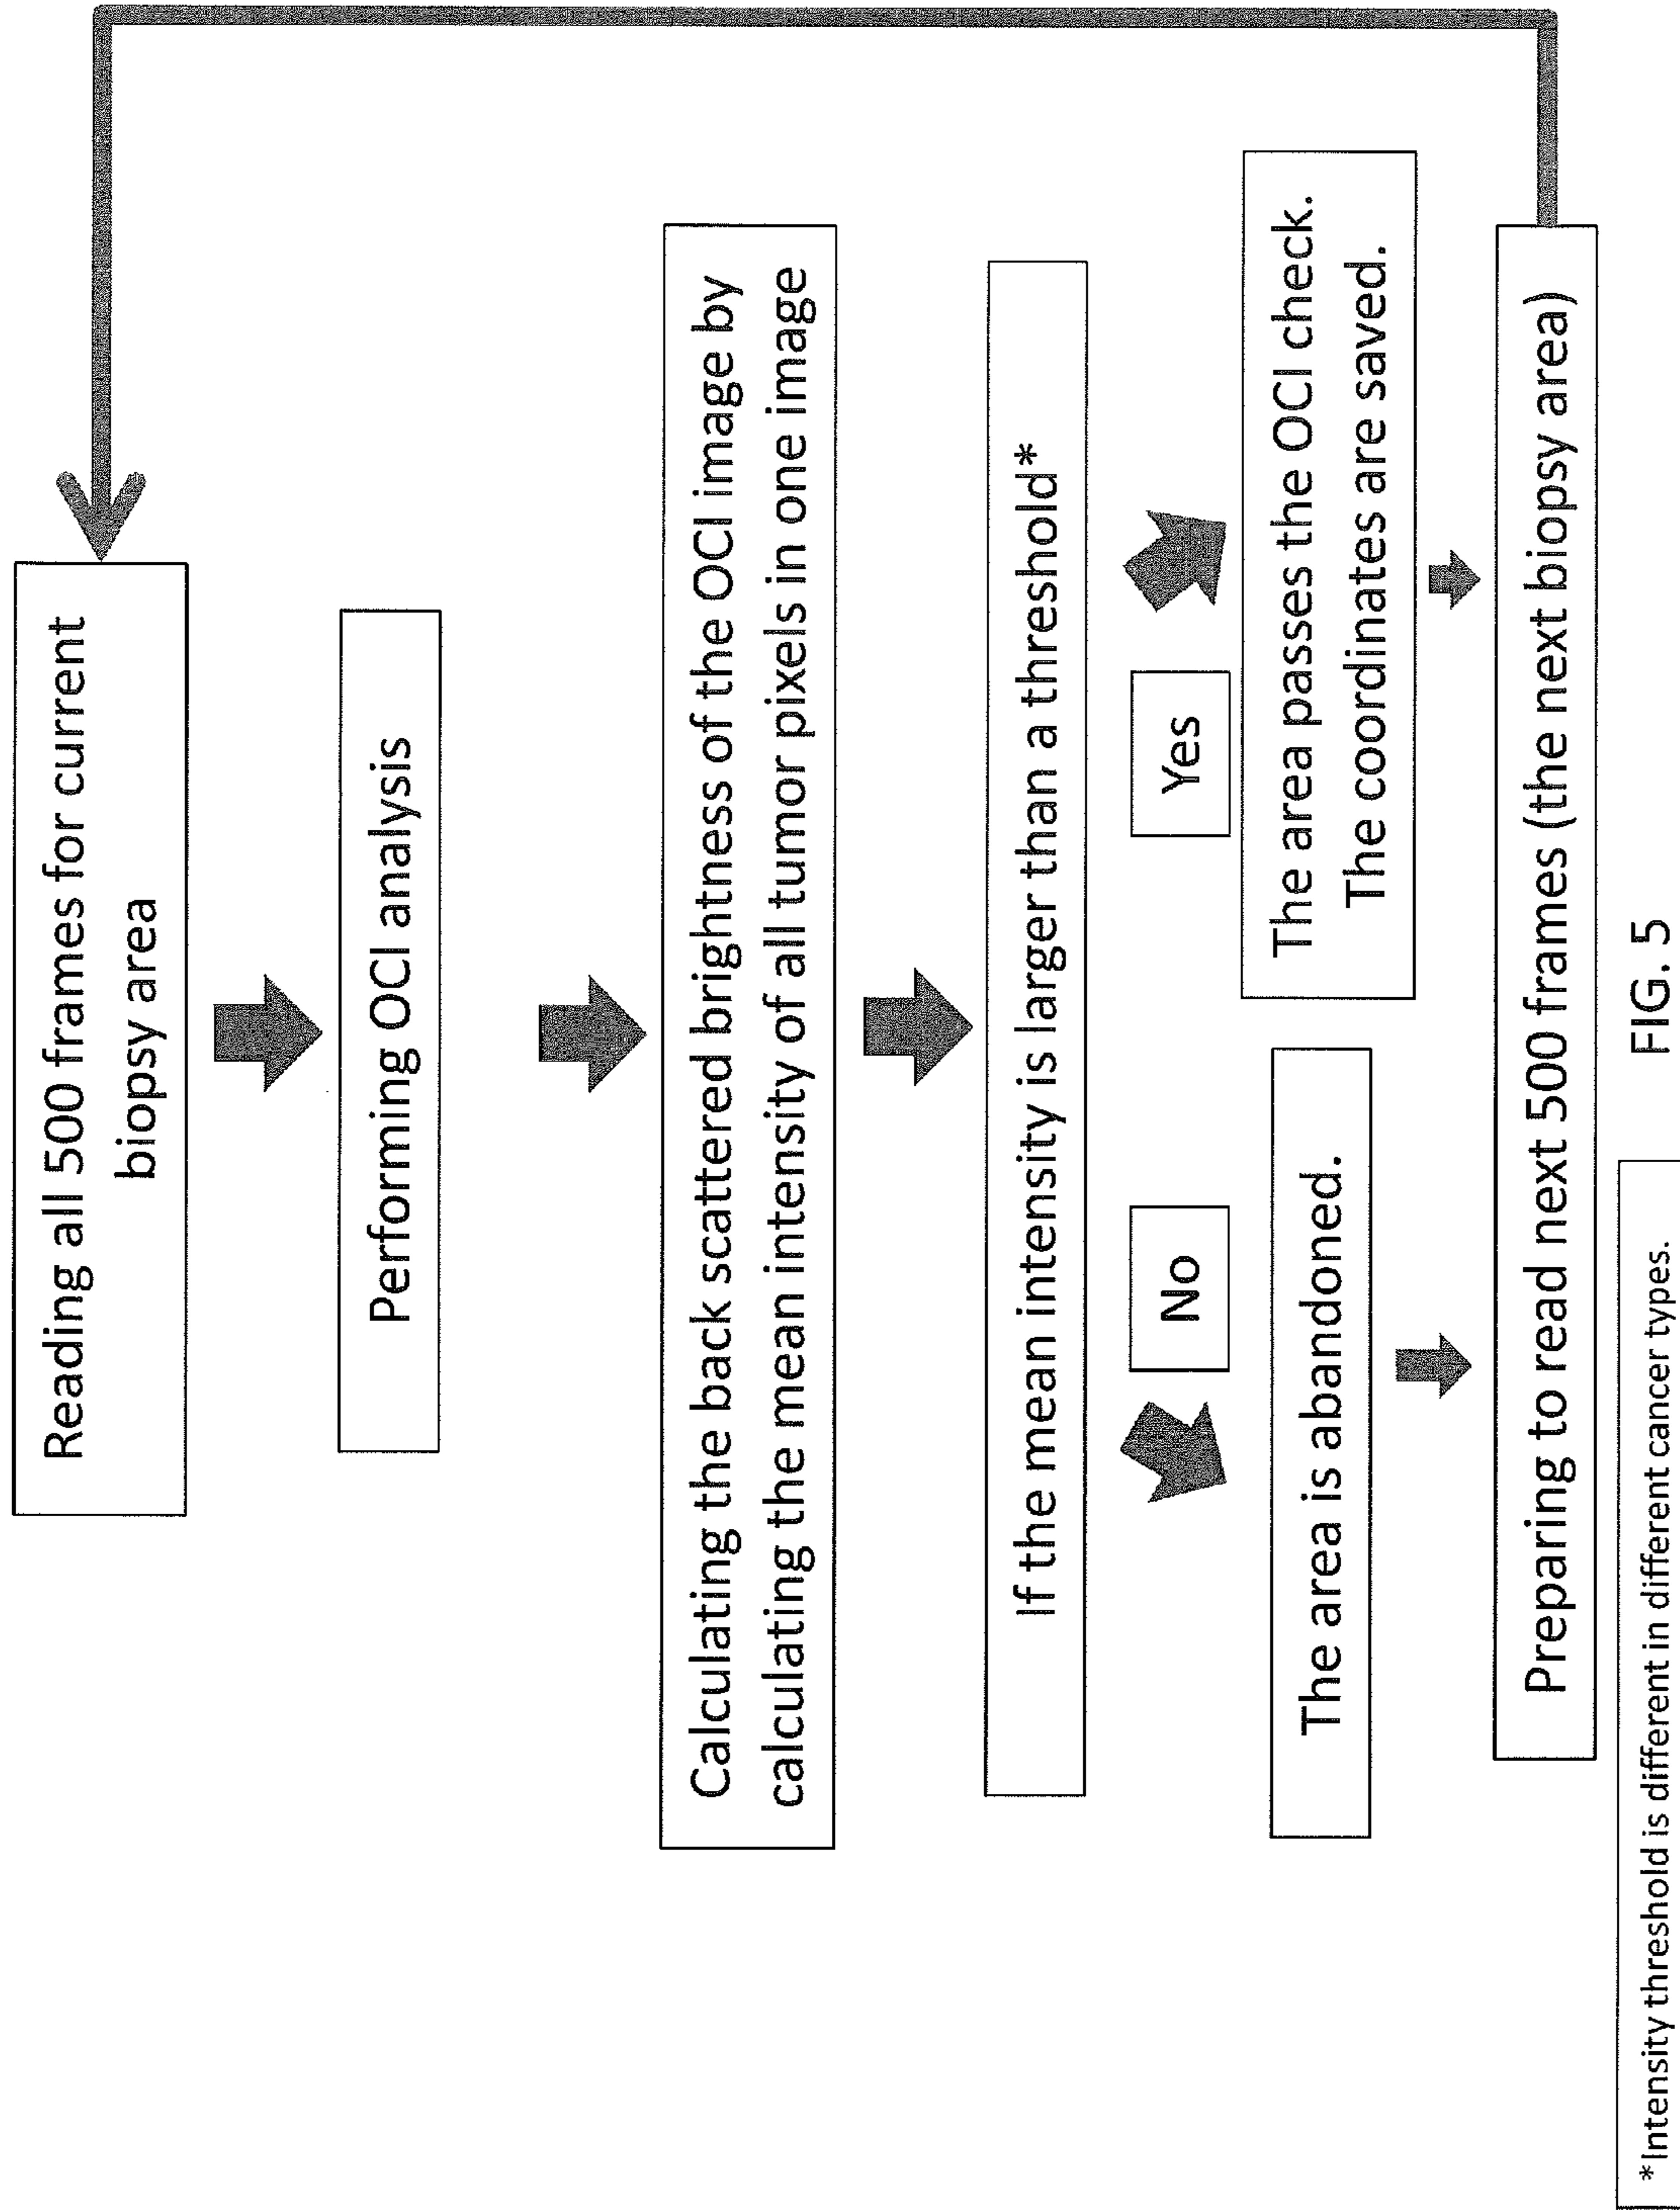 Reading all 500 frames for current
biopsy area
Performing OCI analysis
Calculating the back scattered brightness of the OCI image by
calculating the mean intensity of all tumor pixels in one image
If the mean intensity is larger than a threshold*
No
Yes
The area is abandoned.
The area passes the OCI check.
The coordinates are saved.
Preparing to read next 500 frames (the next biopsy area)
*Intensity threshold is different in different cancer types.
FIG. 5